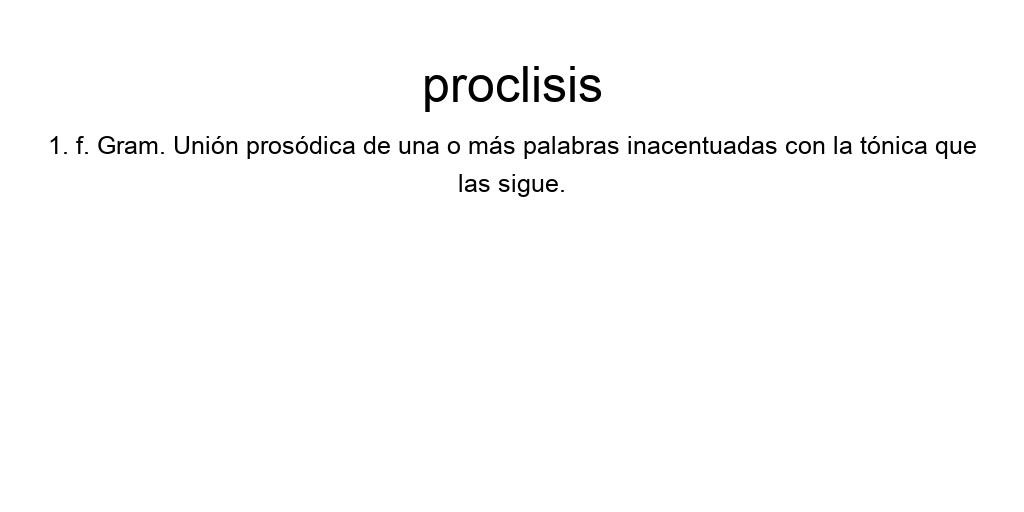 proclisis
1. f. Gram. Unión prosódica de una o más palabras inacentuadas con la tónica que
las sigue.